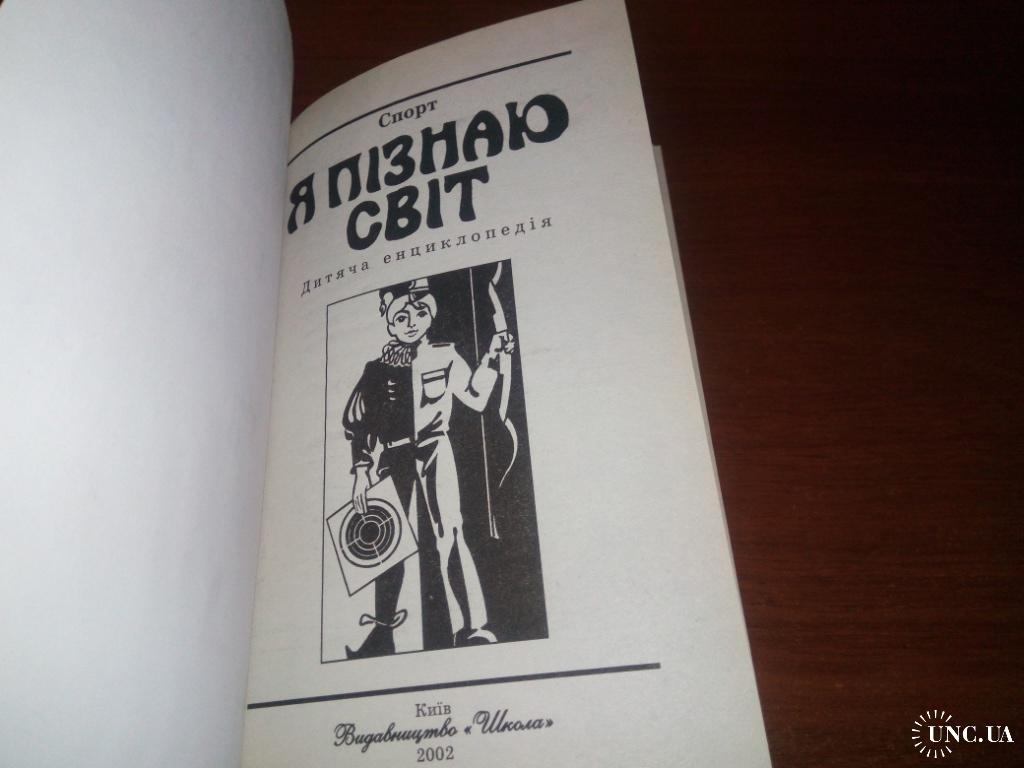 Спорт
Я ПІЗНАЮ
СВІТ
Дитяча енциклопедія
Київ
Видавництво «Школа»
2002
UNC.UA